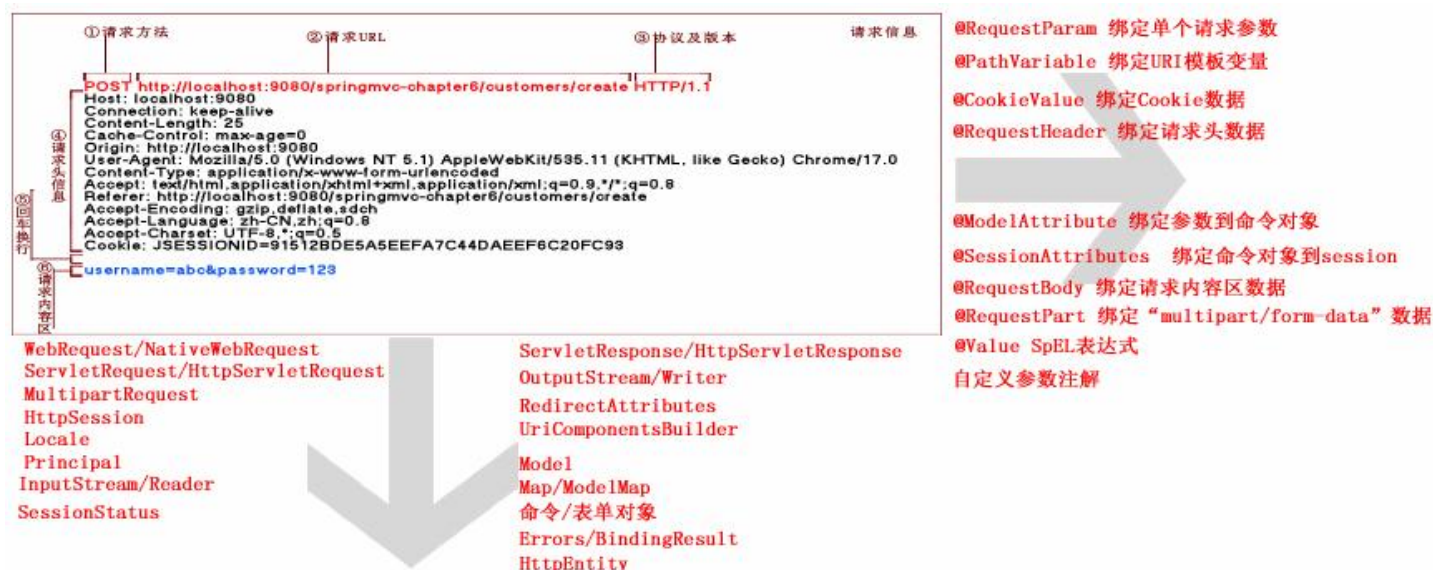 ①请求方法 ②请求URL ③协议及版本 请求信息
POST http://localhost:9080/springmvc-chapter6/customers/create HTTP/1.1
Host: localhost:9080
Connection: keep-alive
Content-Length: 25
Cache-Control: max-age=0
Origin: http://localhost:9080
User-Agent: Mozilla/5.0 (Windows NT 5.1) AppleWebKit/535.11 (KHTML, like Gecko) Chrome/17.0
Content-Type: application/x-www-form-urlencoded
Accept: text/html,application/xhtml+xml,application/xml;q=0.9,*/*;q=0.8
Referer: http://localhost:9080/springmvc-chapter6/customers/create
Accept-Encoding: gzip,deflate,sdch
Accept-Language: zh-CN,zh;q=0.8
Accept-Charset: UTF-8,*;q=0.5
Cookie: JSESSIONID=91512BDE5A5EEFA7C44DAEEF6C20FC93
④请求头信息
⑤回车换行
username=abc&password=123
⑥请求内容区
@RequestParam 绑定单个请求参数
@PathVariable 绑定URI模板变量
@CookieValue 绑定Cookie数据
@RequestHeader 绑定请求头数据
@ModelAttribute 绑定参数到命令对象
@SessionAttributes 绑定命令对象到session
@RequestBody 绑定请求内容区数据
@RequestPart 绑定“multipart/form-data”数据
@Value SpEL表达式
自定义参数注解
WebRequest/NativeWebRequest
ServletRequest/HttpServletRequest
MultipartRequest
HttpSession
Locale
Principal
InputStream/Reader
SessionStatus
ServletResponse/HttpServletResponse
OutputStream/Writer
RedirectAttributes
UriComponentsBuilder
Model
Map/ModelMap
命令/表单对象
Errors/BindingResult
HttpEntity